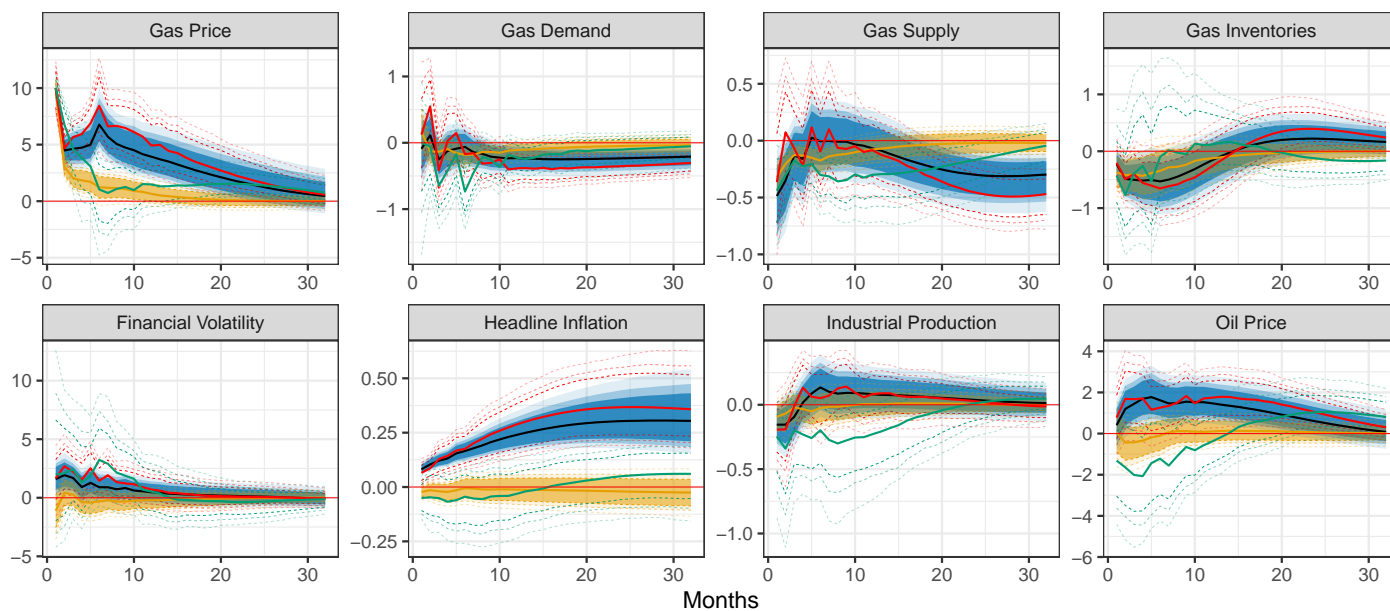 Gas Price
Gas Demand
Gas Supply
Gas Inventories
10
5
0
−5
0 10 20 30
1
0
−1
0 10 20 30
0.5
0.0
−0.5
−1.0
0 10 20 30
1
0
−1
0 10 20 30
Financial Volatility
Headline Inflation
Industrial Production
Oil Price
10
5
0
−5
0 10 20 30
0.50
0.25
0.00
−0.25
0 10 20 30
0.0
−0.5
−1.0
0 10 20 30
4
2
0
−2
−4
−6
0 10 20 30
Months